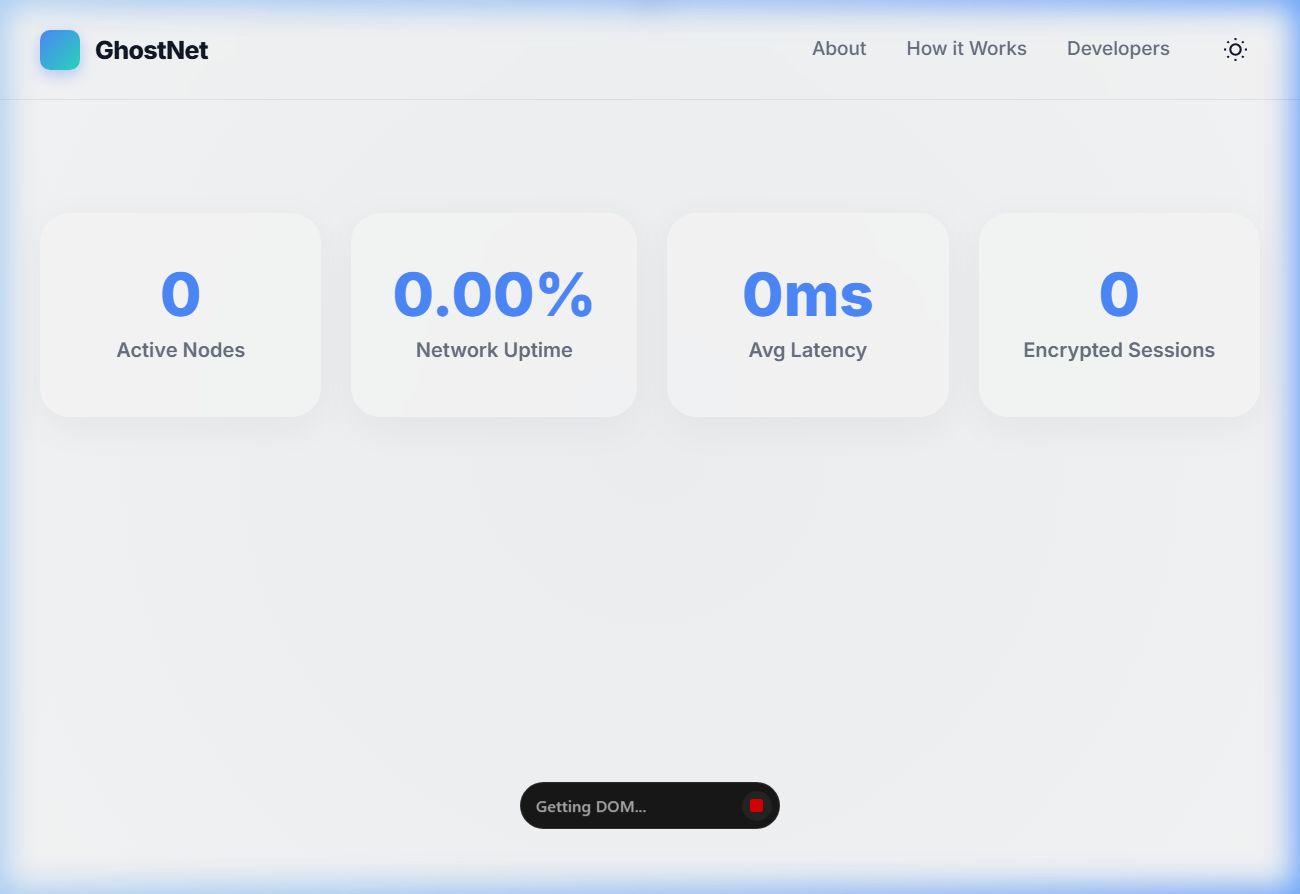 GhostNet
About
How it Works
Developers
0
Active Nodes
0.00%
Network Uptime
0ms
Avg Latency
0
Encrypted Sessions
Getting DOM...